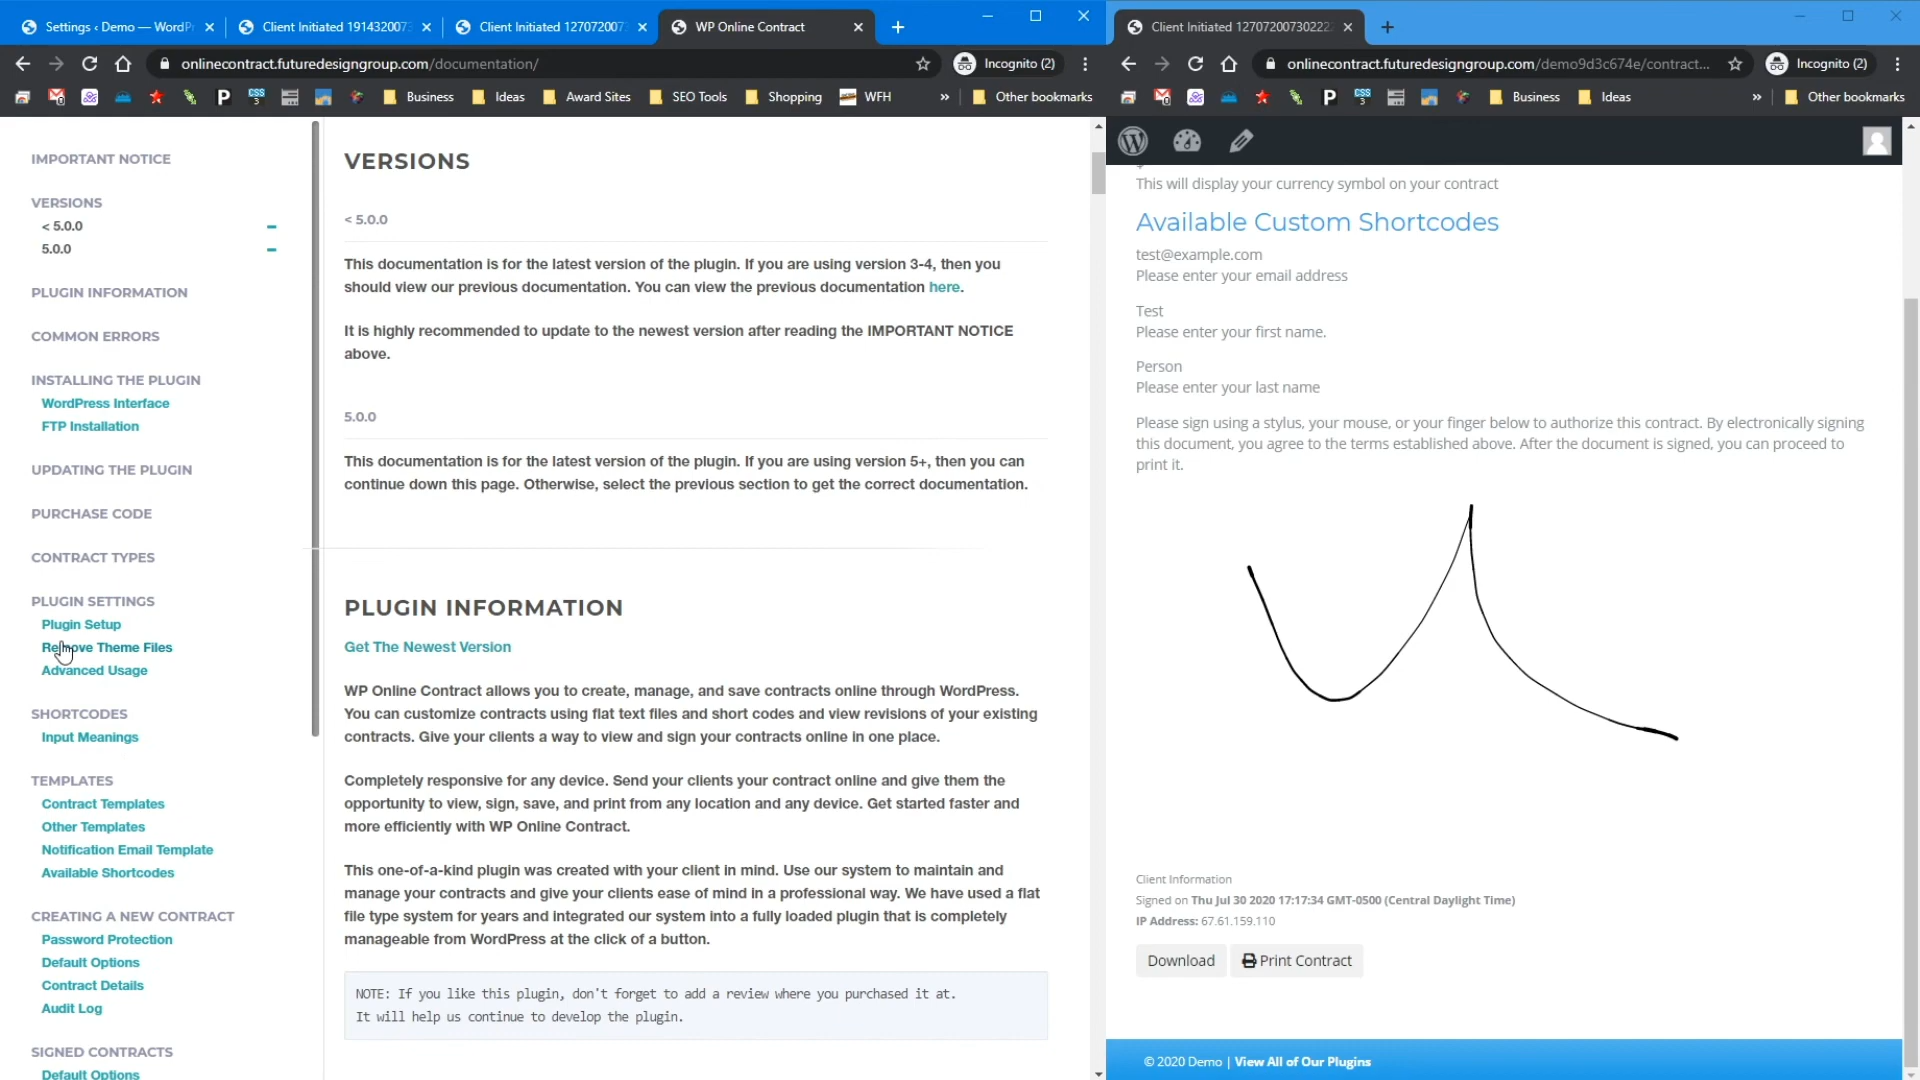 Settings ‹ Demo — WordPr
Client Initiated 1914320073
Client Initiated 1270720073
WP Online Contract
Client Initiated 12707200730222
onlinecontract.futuredesigngroup.com/documentation/
Incognito (2)
onlinecontract.futuredesigngroup.com/demo9d3c674e/contract...
Incognito (2)
P
CSS
3
Business
Ideas
Award Sites
SEO Tools
Shopping
WFH
»
Other bookmarks
P
CSS
3
Business
Ideas
»
Other bookmarks
IMPORTANT NOTICE
VERSIONS
< 5.0.0
5.0.0
PLUGIN INFORMATION
COMMON ERRORS
INSTALLING THE PLUGIN
WordPress Interface
FTP Installation
UPDATING THE PLUGIN
PURCHASE CODE
CONTRACT TYPES
PLUGIN SETTINGS
Plugin Setup
Remove Theme Files
Advanced Usage
SHORTCODES
Input Meanings
TEMPLATES
Contract Templates
Other Templates
Notification Email Template
Available Shortcodes
CREATING A NEW CONTRACT
Password Protection
Default Options
Contract Details
Audit Log
SIGNED CONTRACTS
Default Options
VERSIONS
< 5.0.0
This documentation is for the latest version of the plugin. If you are using version 3-4, then you
should view our previous documentation. You can view the previous documentation here.
It is highly recommended to update to the newest version after reading the IMPORTANT NOTICE
above.
5.0.0
This documentation is for the latest version of the plugin. If you are using version 5+, then you can
continue down this page. Otherwise, select the previous section to get the correct documentation.
PLUGIN INFORMATION
Get The Newest Version
WP Online Contract allows you to create, manage, and save contracts online through WordPress.
You can customize contracts using flat text files and short codes and view revisions of your existing
contracts. Give your clients a way to view and sign your contracts online in one place.
Completely responsive for any device. Send your clients your contract online and give them the
opportunity to view, sign, save, and print from any location and any device. Get started faster and
more efficiently with WP Online Contract.
This one-of-a-kind plugin was created with your client in mind. Use our system to maintain and
manage your contracts and give your clients ease of mind in a professional way. We have used a flat
file type system for years and integrated our system into a fully loaded plugin that is completely
manageable from WordPress at the click of a button.
NOTE: If you like this plugin, don't forget to add a review where you purchased it at.
It will help us continue to develop the plugin.
This will display your currency symbol on your contract
Available Custom Shortcodes
test@example.com
Please enter your email address
Test
Please enter your first name.
Person
Please enter your last name
Please sign using a stylus, your mouse, or your finger below to authorize this contract. By electronically signing
this document, you agree to the terms established above. After the document is signed, you can proceed to
print it.
Client Information
Signed on Thu Jul 30 2020 17:17:34 GMT-0500 (Central Daylight Time)
IP Address: 67.61.159.110
Download
Print Contract
© 2020 Demo | View All of Our Plugins